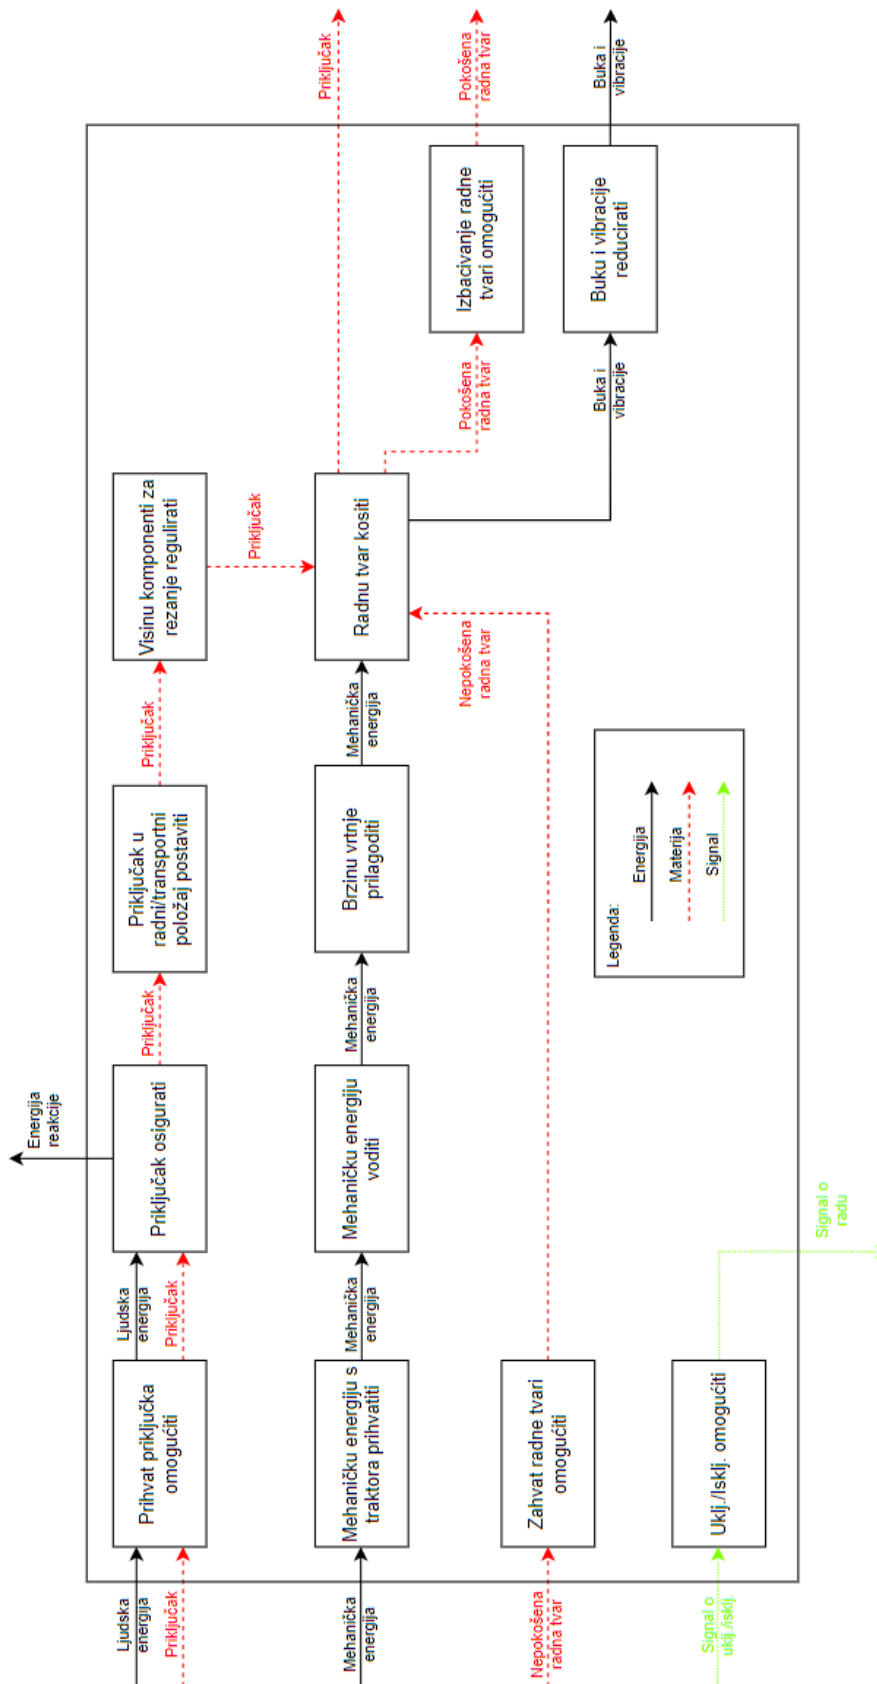 Ljudska
energija
Priključak
Prihvat priključka
omogućiti
Ljudska
energija
Priključak
Priključak osigurati
Energija
reakcije
Priključak
Priključak u
radni/transportni
položaj postaviti
Priključak
Visinu komponenti za
rezanje regulirati
Priključak
Mehanička
energija
Mehaničku energiju s
traktora prihvatiti
Mehanička
energija
Mehaničku energiju
voditi
Mehanička
energija
Brzinu vrtnje
prilagoditi
Mehanička
energija
Radnu tvar kositi
Priključak
Nepokošena
radna tvar
Zahvat radne tvari
omogućiti
Nepokošena
radna tvar
Pokošena
radna tvar
Izbacivanje radne
tvari omogućiti
Pokošena
radna tvar
Buka i
vibracije
Buku i vibracije
reducirati
Buka i
vibracije
Signal o
uklj./isklj.
Uklj./Isklj. omogućiti
Signal o
radu
Legenda:
Energija
Materija
Signal